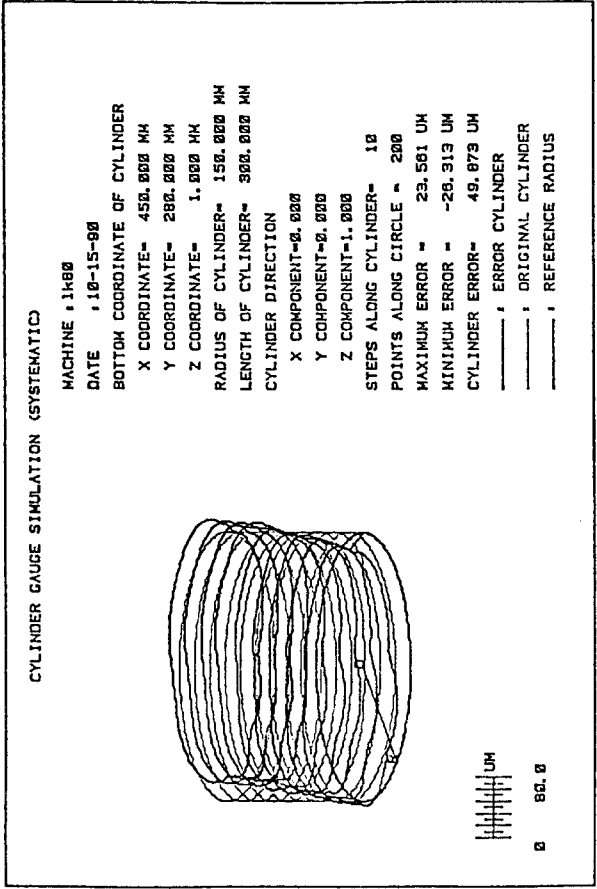 CYLINDER GAUGE SIMULATION (SYSTEMATIC)
MACHINE : 1k80
DATE : 10-15-90
BOTTOM COORDINATE OF CYLINDER
X COORDINATE= 450.000 MM
Y COORDINATE= 280.000 MM
Z COORDINATE= 1.000 MM
RADIUS OF CYLINDER= 150.000 MM
LENGTH OF CYLINDER= 300.000 MM
CYLINDER DIRECTION
X COMPONENT=0.000
Y COMPONENT=0.000
Z COMPONENT=1.000
STEPS ALONG CYLINDER= 10
POINTS ALONG CIRCLE = 200
MAXIMUM ERROR = 23.561 UM
MINIMUM ERROR = -26.313 UM
CYLINDER ERROR= 49.873 UM
: ERROR CYLINDER
: ORIGINAL CYLINDER
: REFERENCE RADIUS
UM
0 80.0